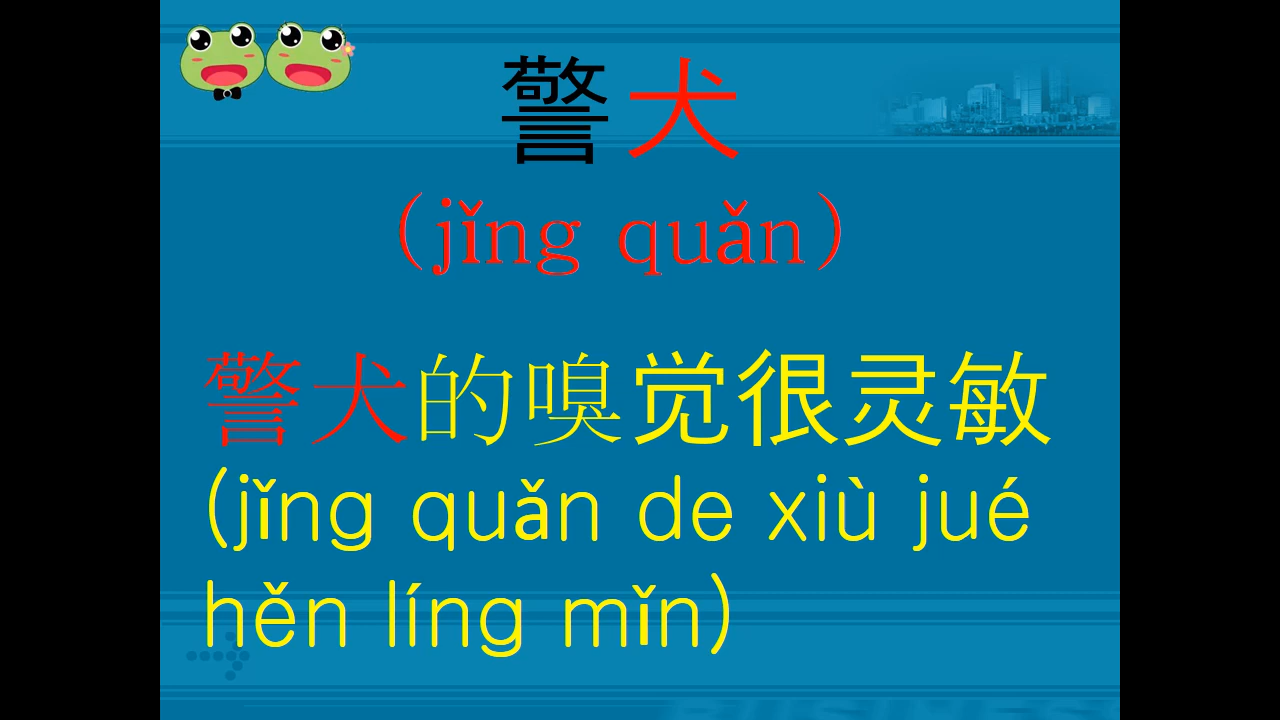 警犬
(jǐng quǎn)
警犬的嗅觉很灵敏
(jǐng quǎn de xiù jué
hěn líng mǐn)